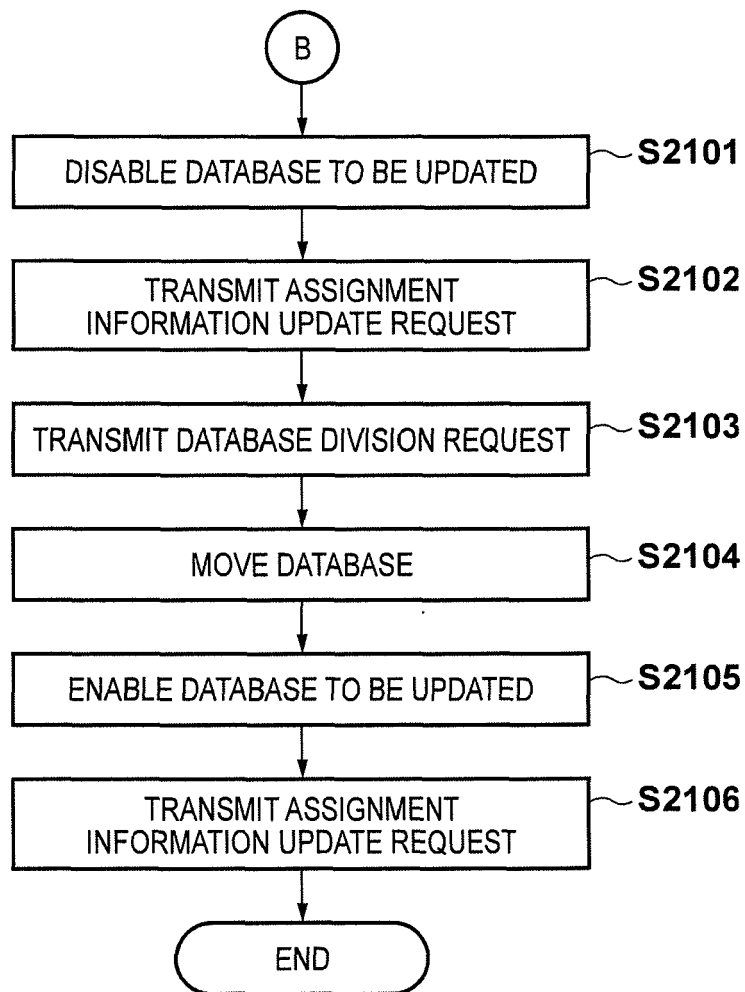 B
DISABLE DATABASE TO BE UPDATED
S2101
TRANSMIT ASSIGNMENT
INFORMATION UPDATE REQUEST
S2102
TRANSMIT DATABASE DIVISION REQUEST
S2103
MOVE DATABASE
S2104
ENABLE DATABASE TO BE UPDATED
S2105
TRANSMIT ASSIGNMENT
INFORMATION UPDATE REQUEST
S2106
END